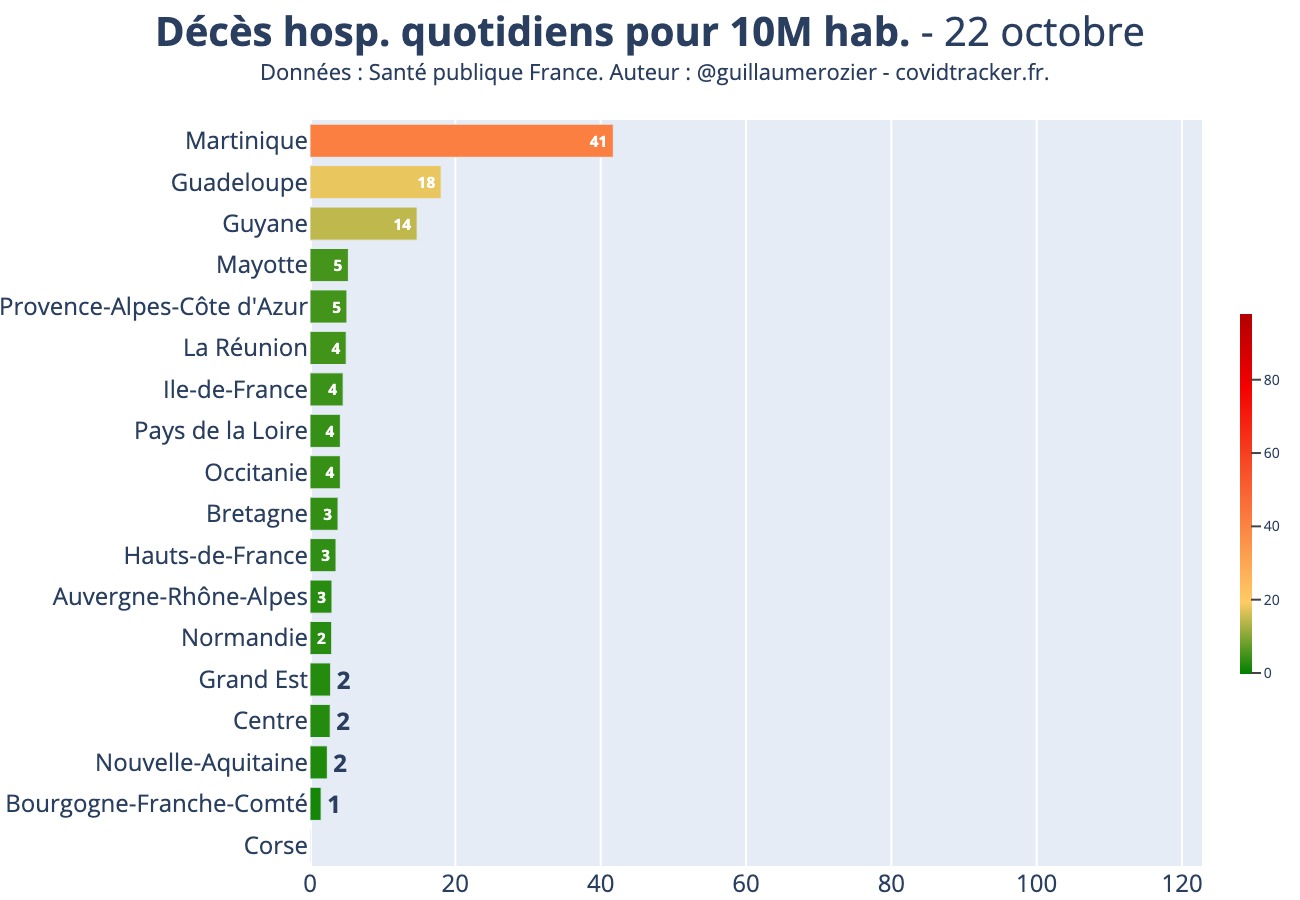 Décès hosp. quotidiens pour 10M hab. - 22 octobre
Données : Santé publique France. Auteur : @guillaumerozier - covidtracker.fr.
Martinique 41
Guadeloupe 18
Guyane 14
Mayotte 5
Provence-Alpes-Côte d'Azur 5
La Réunion 4
Ile-de-France 4
Pays de la Loire 4
Occitanie 4
Bretagne 3
Hauts-de-France 3
Auvergne-Rhône-Alpes 3
Normandie 2
Grand Est 2
Centre 2
Nouvelle-Aquitaine 2
Bourgogne-Franche-Comté 1
Corse
0 20 40 60 80 100 120
80
60
40
20
0